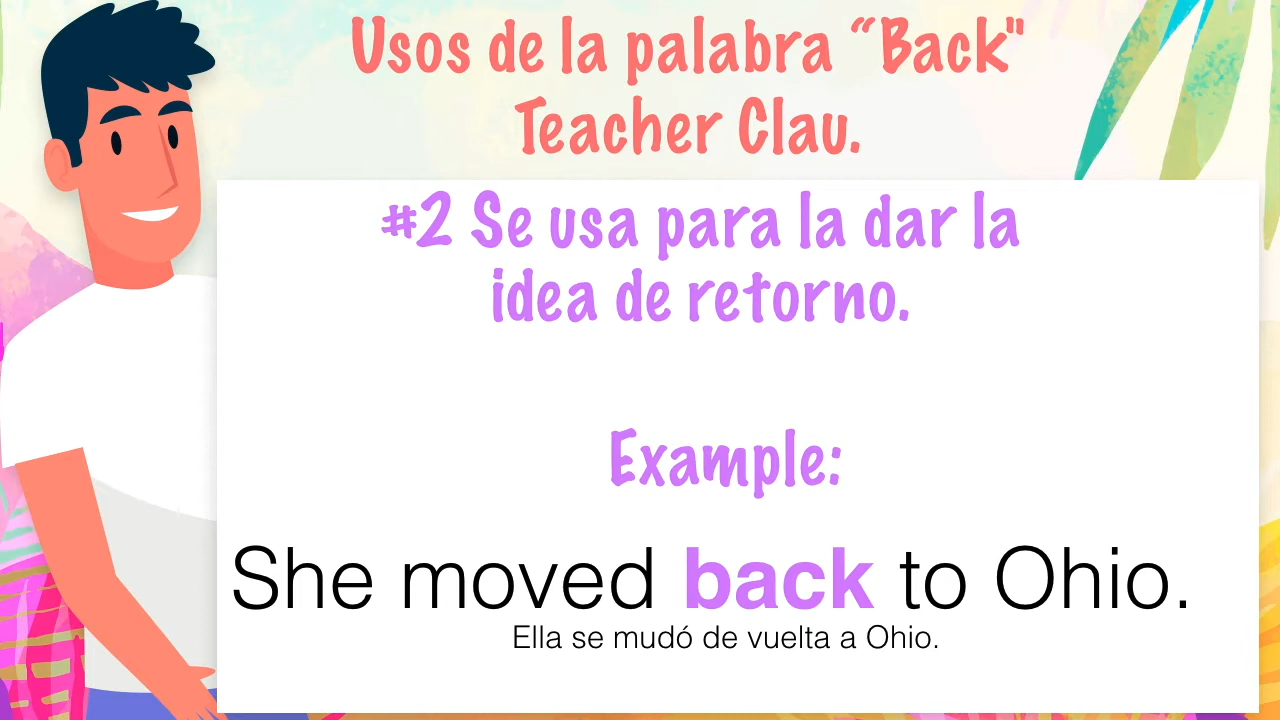 Usos de la palabra “Back"
Teacher Clau.
#2 Se usa para la dar la
idea de retorno.
Example:
She moved back to Ohio.
Ella se mudó de vuelta a Ohio.